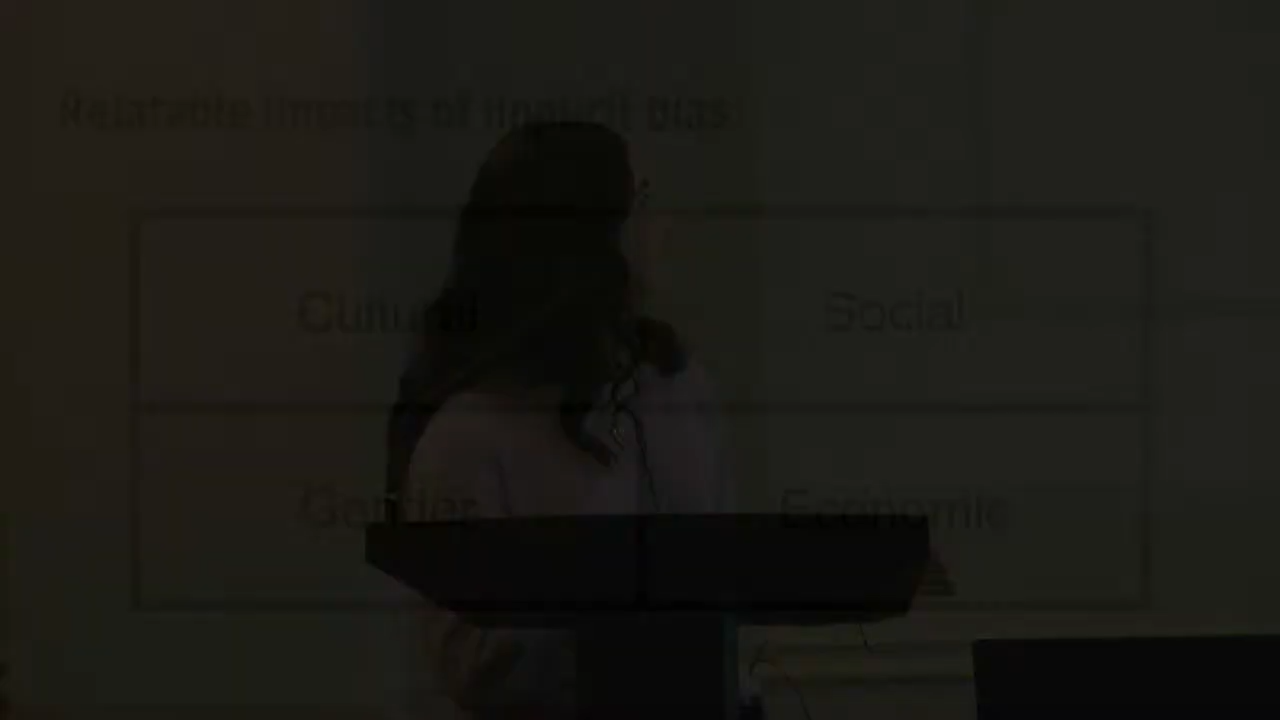 Relatable impacts of implicit bias:
Cultural
Social
Gender
Economic